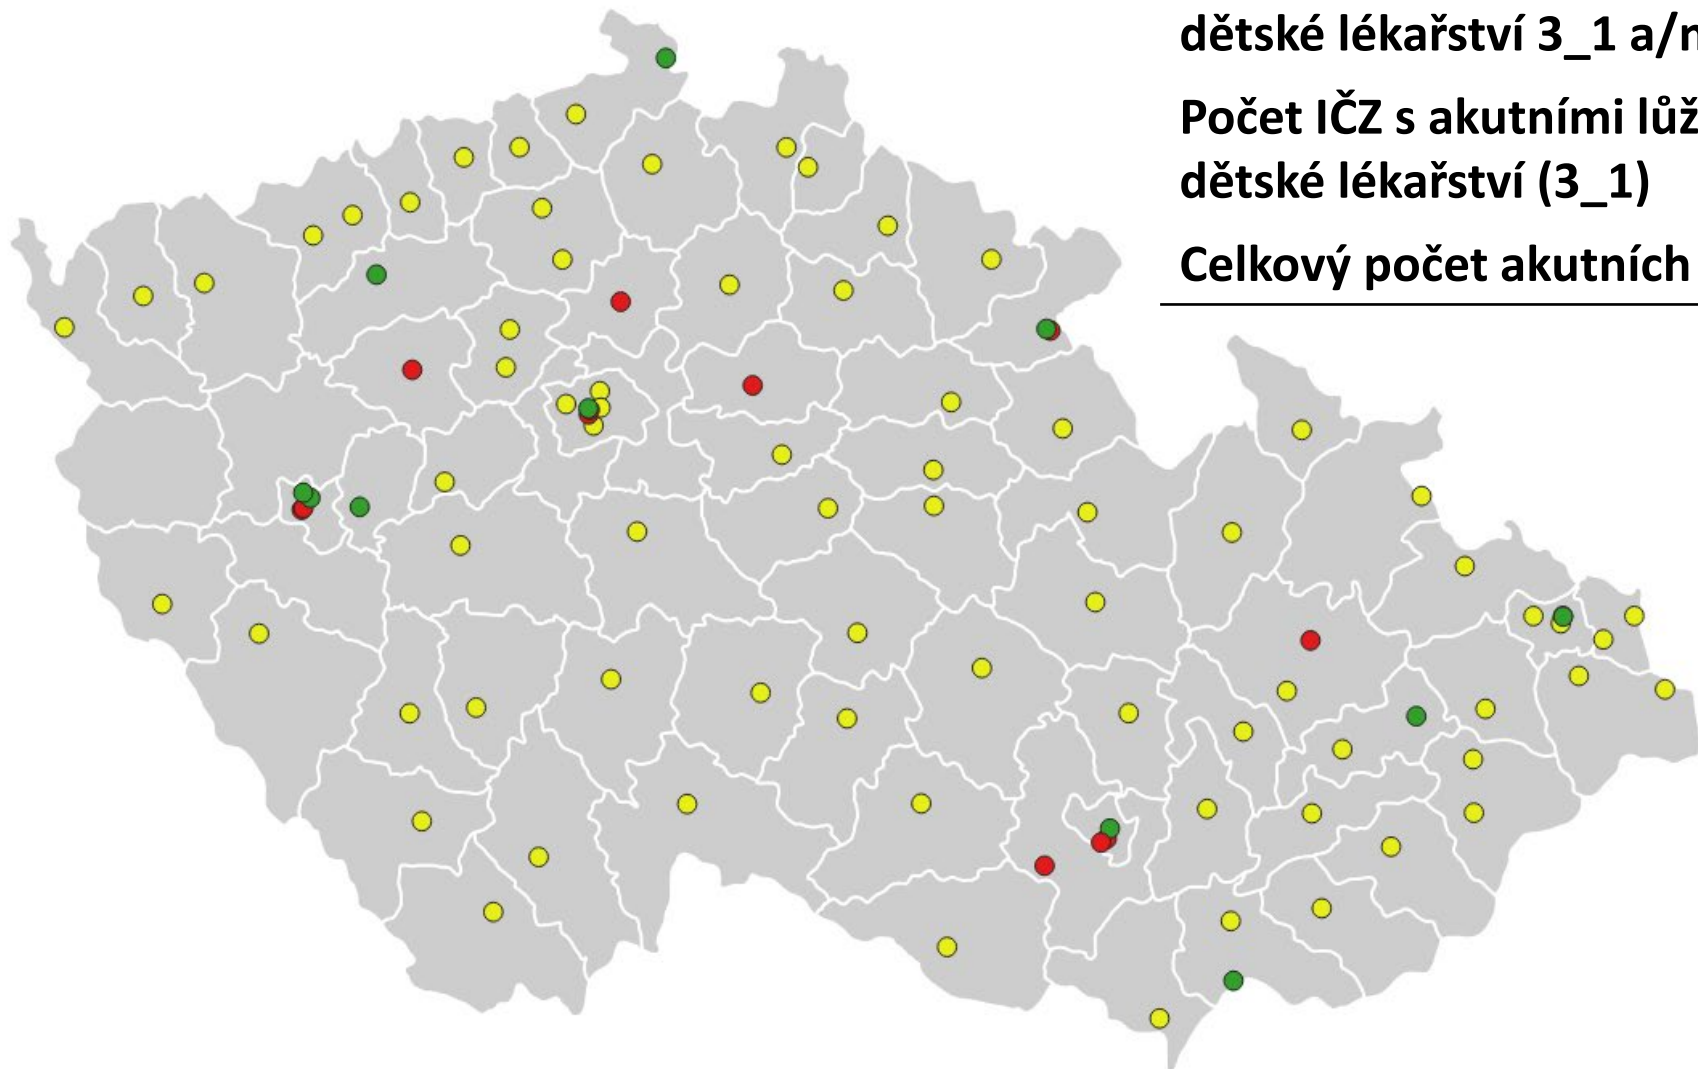 dětské lékařství 3_1 a/n
Počet IČZ s akutními lůž
dětské lékařství (3_1)
Celkový počet akutních